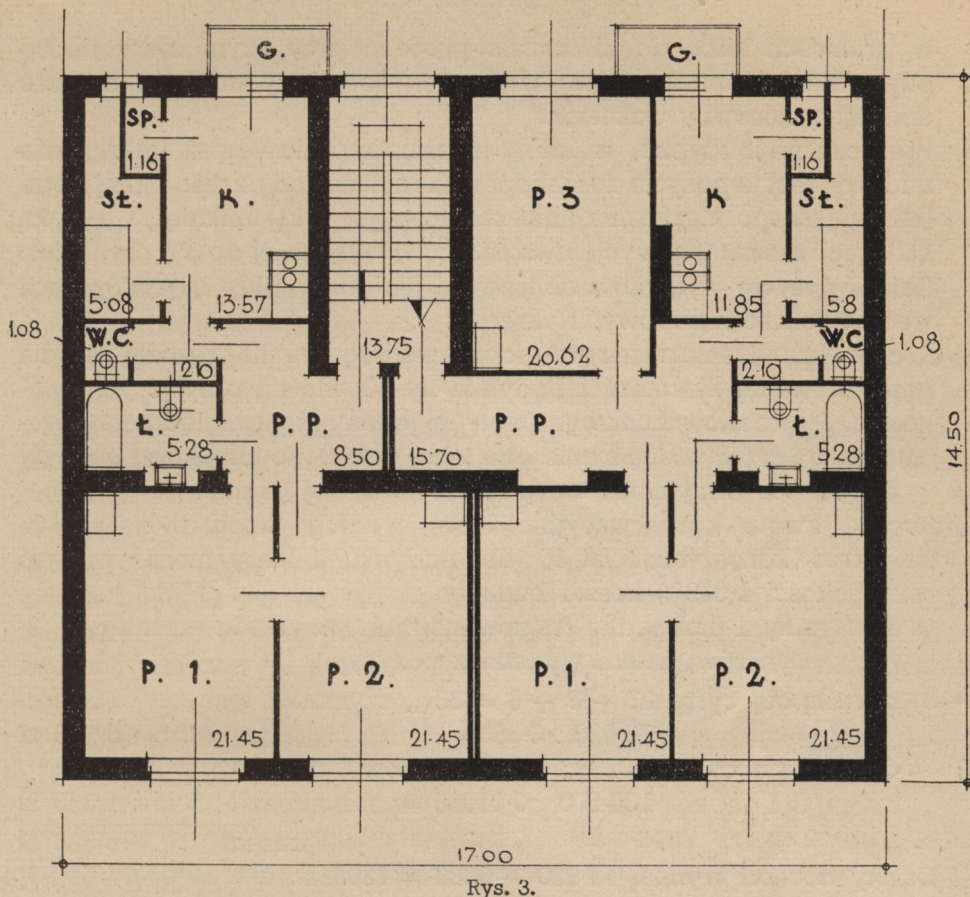 G. G.
SP. SP.
1·16 1·16
SŁ. K. P. 3 K SŁ.
5·08 13·57 11·85 5·8
1.08 W.C. 13·75 20,62 W.C 1,08
2·10 2·10
Ł. P. P. P. P. Ł.
5·28 8·50 15·70 5·28
14.50
P. 1. P. 2. P. 1. P. 2.
21·45 21·45 21·45 21·45
17·00
Rys. 3.